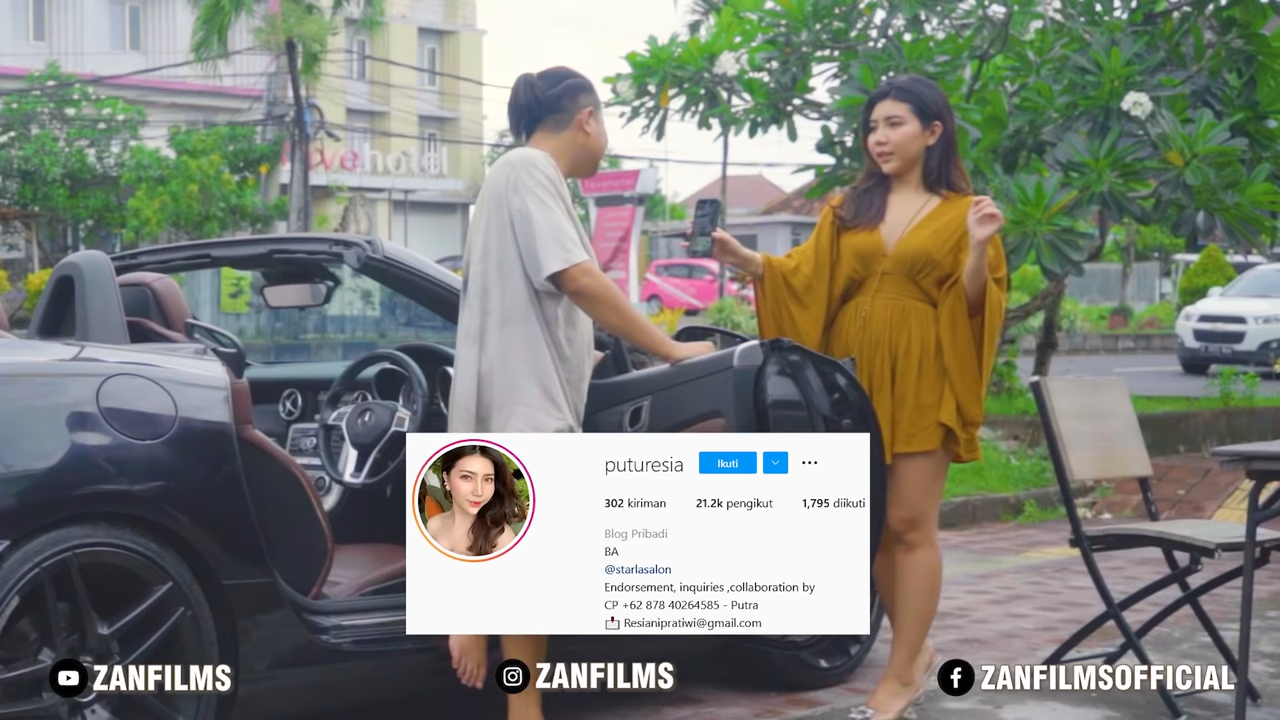 lovehotel
puturesia
Ikuti
302 kiriman
21.2k pengikut
1,795 diikuti
Blog Pribadi
BA
@starlasalon
Endorsement, inquiries ,collaboration by
CP +62 878 40264585 - Putra
Resianipratiwi@gmail.com
ZANFILMS
ZANFILMS
ZANFILMSOFFICIAL